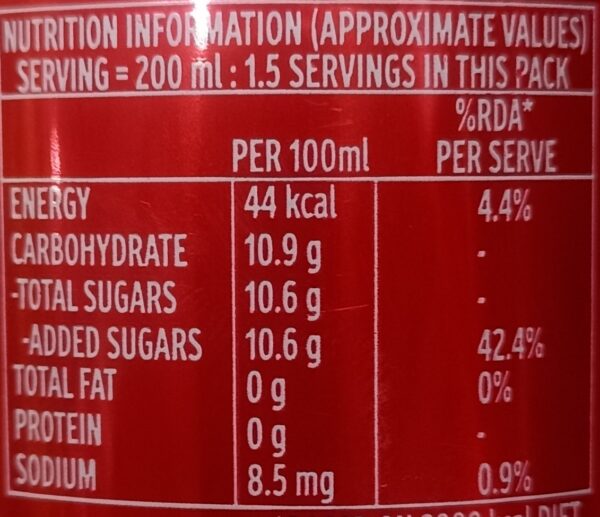 NUTRITION INFORMATION (APPROXIMATE VALUES)
SERVING = 200 ml : 1.5 SERVINGS IN THIS PACK
%RDA*
PER 100ml PER SERVE
ENERGY 44 kcal 4.4%
CARBOHYDRATE 10.9 g -
-TOTAL SUGARS 10.6 g -
-ADDED SUGARS 10.6 g 42.4%
TOTAL FAT 0 g 0%
PROTEIN 0 g -
SODIUM 8.5 mg 0.9%